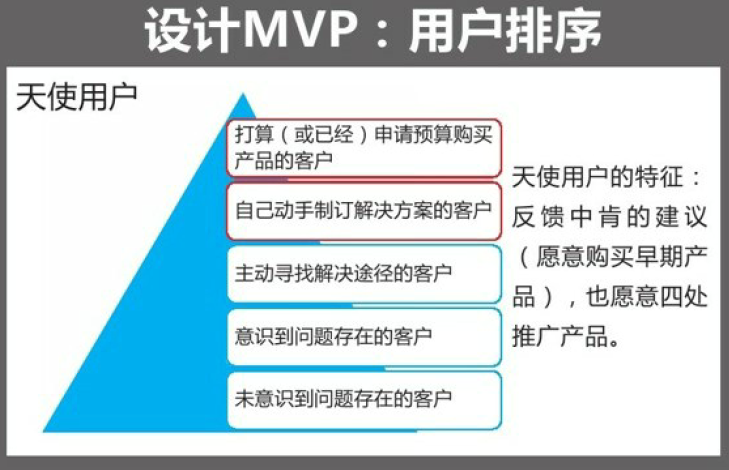 设计MVP：用户排序
天使用户
打算（或已经）申请预算购买
产品的客户
自己动手制订解决方案的客户
主动寻找解决途径的客户
意识到问题存在的客户
未意识到问题存在的客户
天使用户的特征：
反馈中肯的建议
（愿意购买早期产
品），也愿意四处
推广产品。